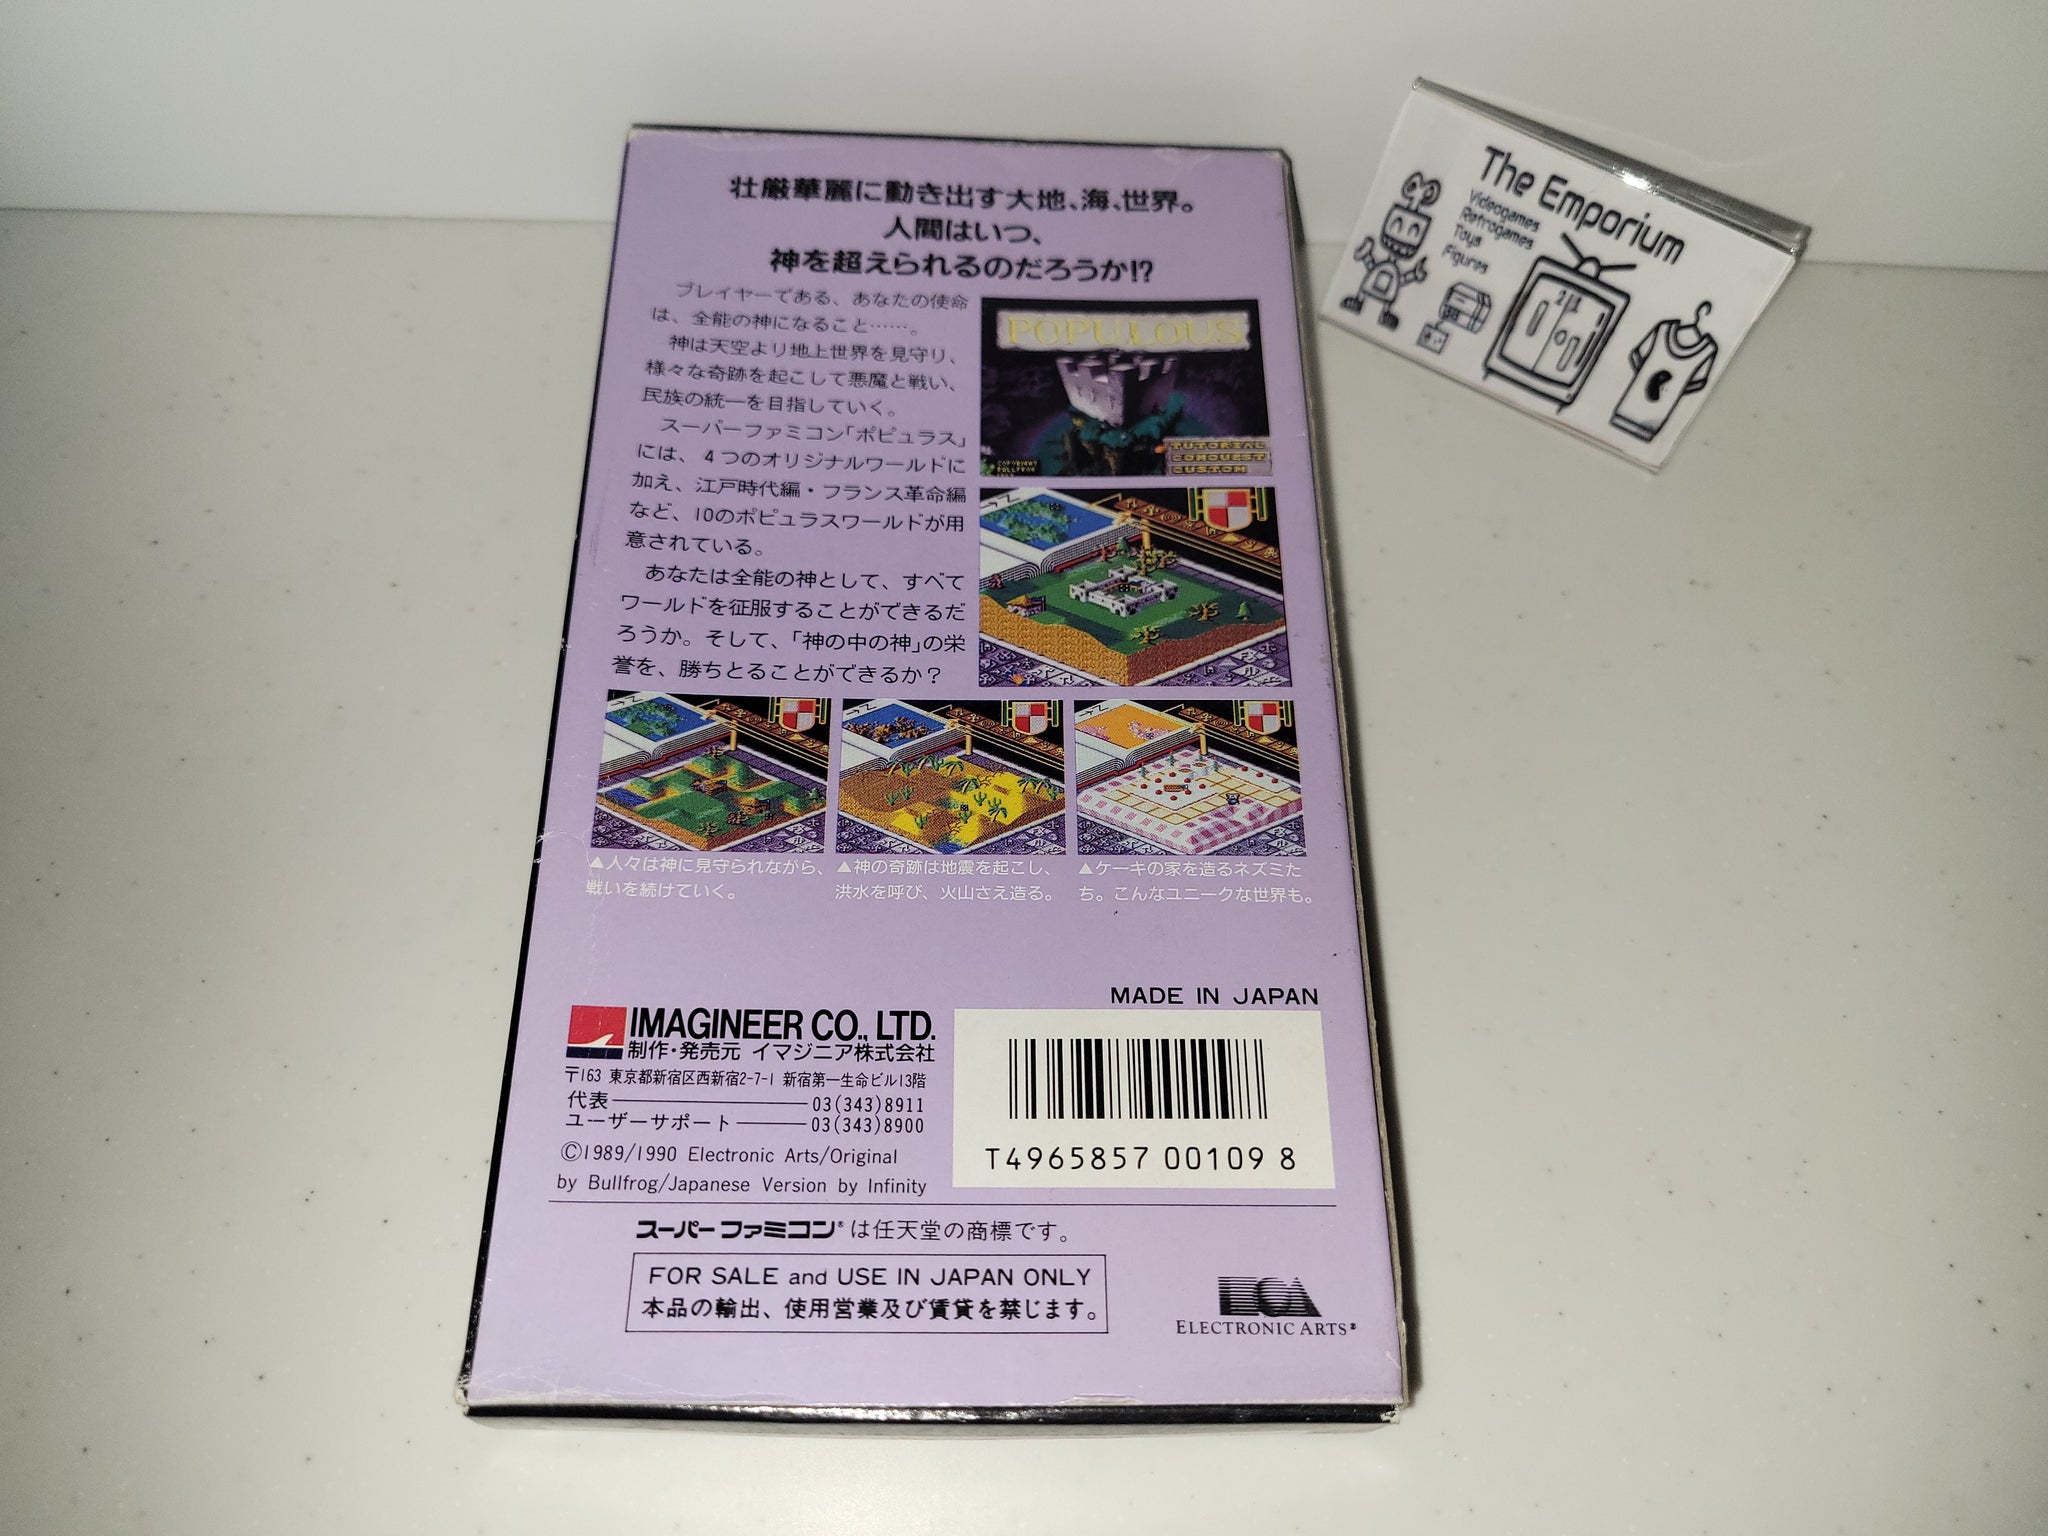 壮厳華麗に動き出す大地、海、世界。
人間はいつ、
神を超えられるのだろうか!?
プレイヤーである、あなたの使命
は、全能の神になること……。
神は天空より地上世界を見守り、
様々な奇跡を起こして悪魔と戦い、
民族の統一を目指していく。
スーパーファミコン「ポピュラス」
には、4つのオリジナルワールドに
加え、江戸時代編・フランス革命編
など、10のポピュラスワールドが用
意されている。
あなたは全能の神として、すべて
ワールドを征服することができるだ
ろうか。そして、「神の中の神」の栄
誉を、勝ちとることができるか?
POPULOUS
TUTORIAL
CONQUEST
CUSTOM
▲人々は神に見守られながら、
戦いを続けていく。
▲神の奇跡は地震を起こし、
洪水を呼び、火山さえ造る。
▲ケーキの家を造るネズミた
ち。こんなユニークな世界も。
MADE IN JAPAN
IMAGINEER CO., LTD.
制作・発売元 イマジニア株式会社
〒163 東京都新宿区西新宿2-7-1 新宿第一生命ビル13階
代表 03(343)8911
ユーザーサポート 03(343)8900
©1989/1990 Electronic Arts/Original
by Bullfrog/Japanese Version by Infinity
T4965857 00109 8
スーパーファミコン®は任天堂の商標です。
FOR SALE and USE IN JAPAN ONLY
本品の輸出、使用営業及び賃貸を禁じます。
ELECTRONIC ARTS®
The Emporium
Videogames
Retrogames
Toys
Figures